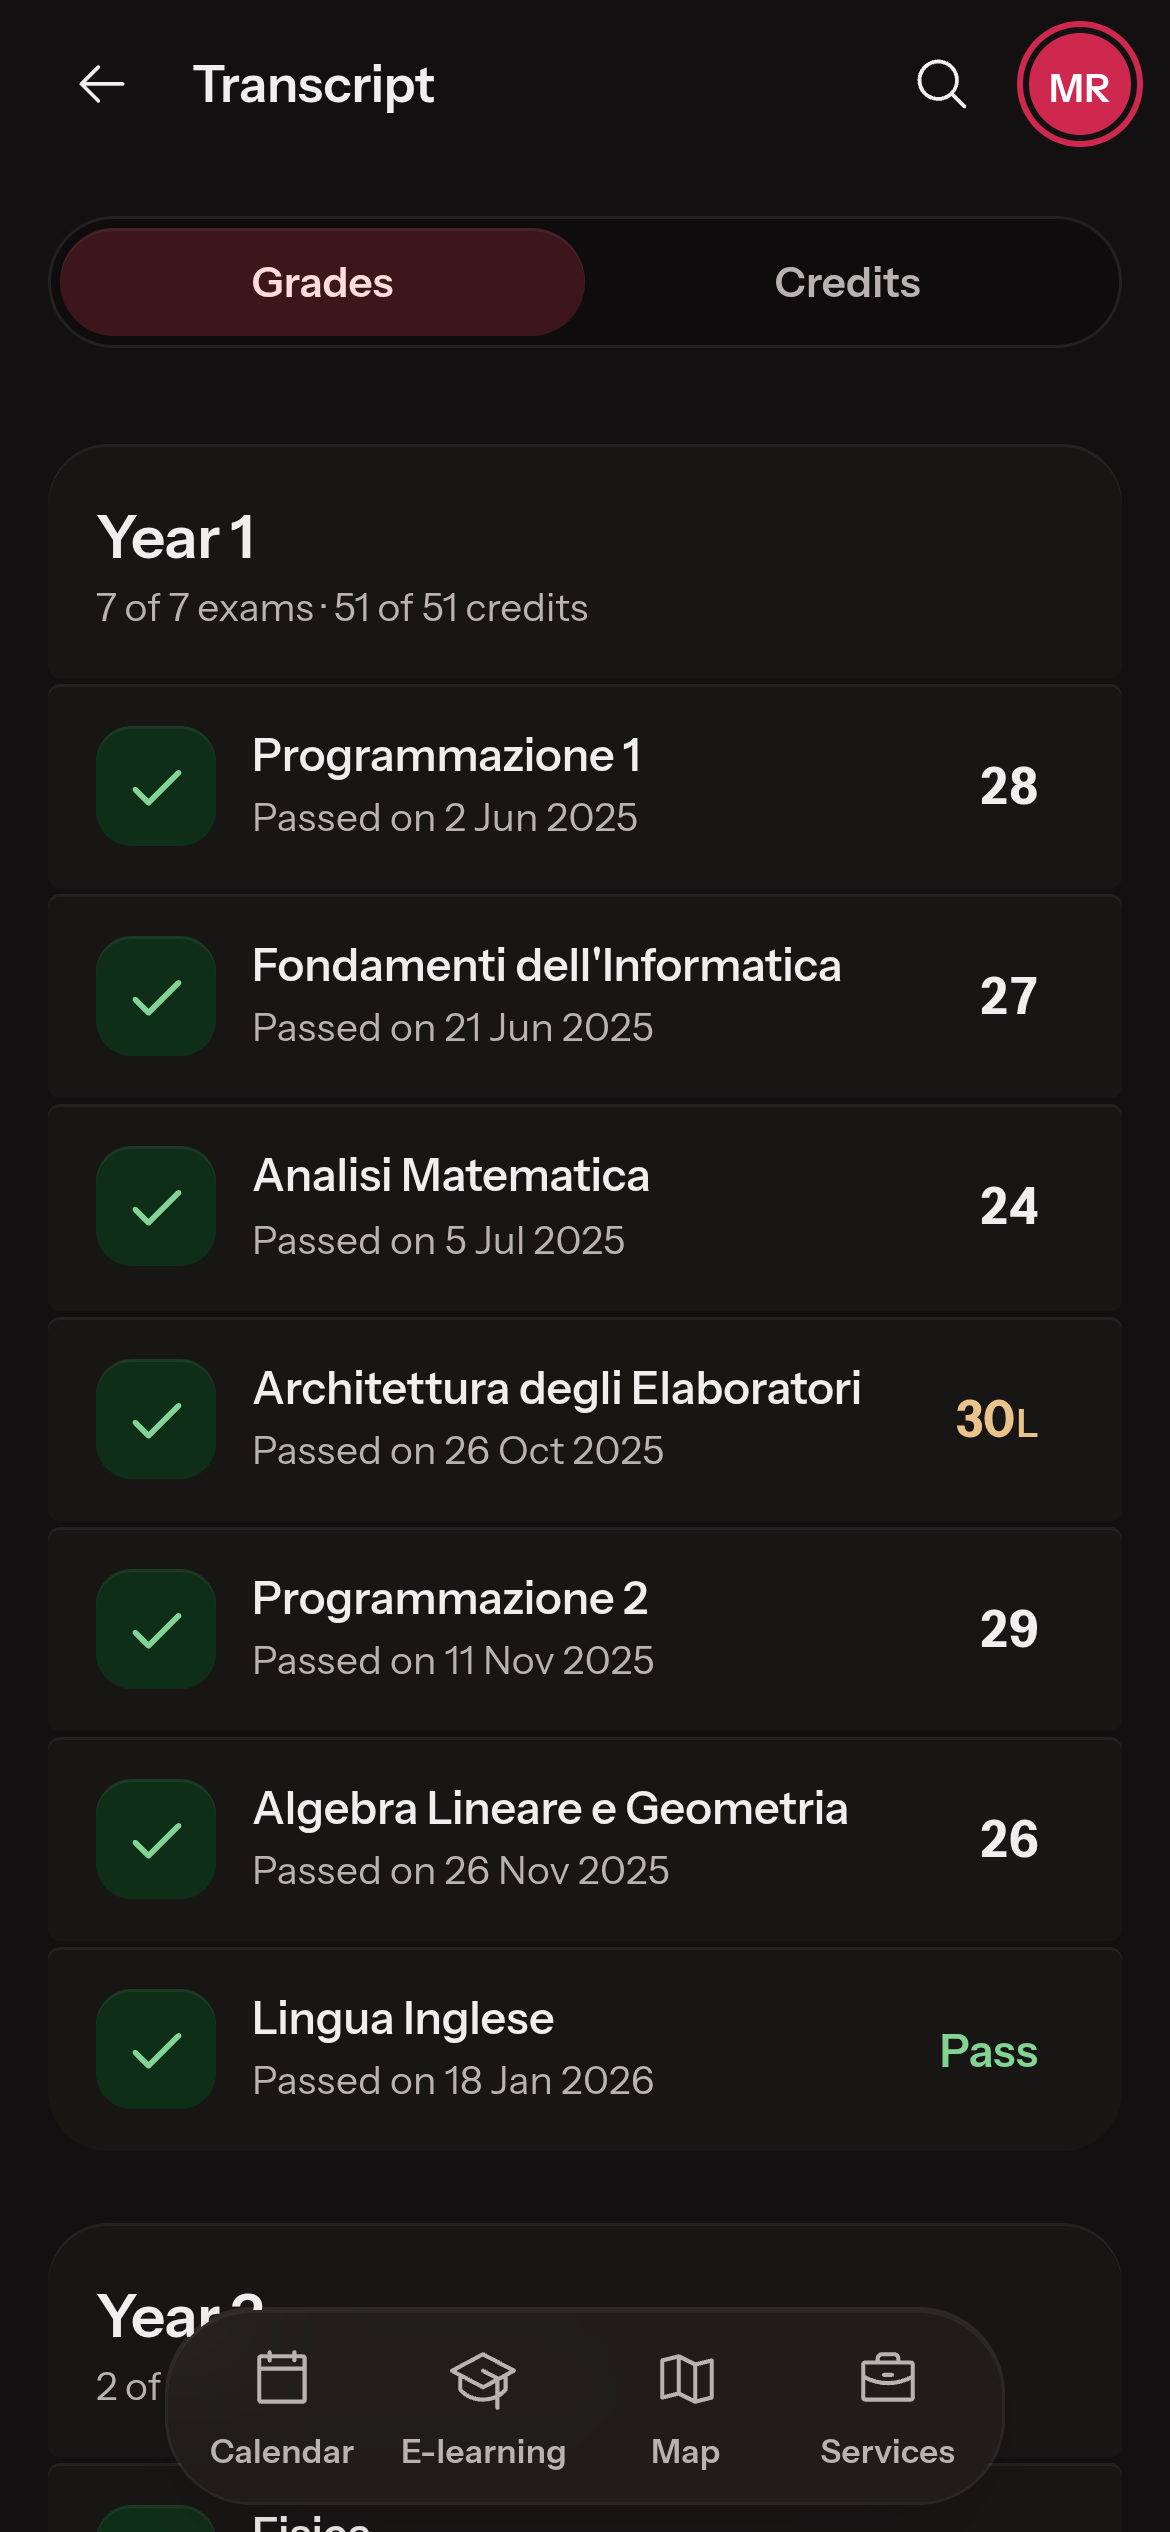 Transcript
MR
Grades
Credits
Year 1
7 of 7 exams · 51 of 51 credits
Programmazione 1
Passed on 2 Jun 2025
28
Fondamenti dell'Informatica
Passed on 21 Jun 2025
27
Analisi Matematica
Passed on 5 Jul 2025
24
Architettura degli Elaboratori
Passed on 26 Oct 2025
30L
Programmazione 2
Passed on 11 Nov 2025
29
Algebra Lineare e Geometria
Passed on 26 Nov 2025
26
Lingua Inglese
Passed on 18 Jan 2026
Pass
Year 2
2 of
Calendar
E-learning
Map
Services
Fisica